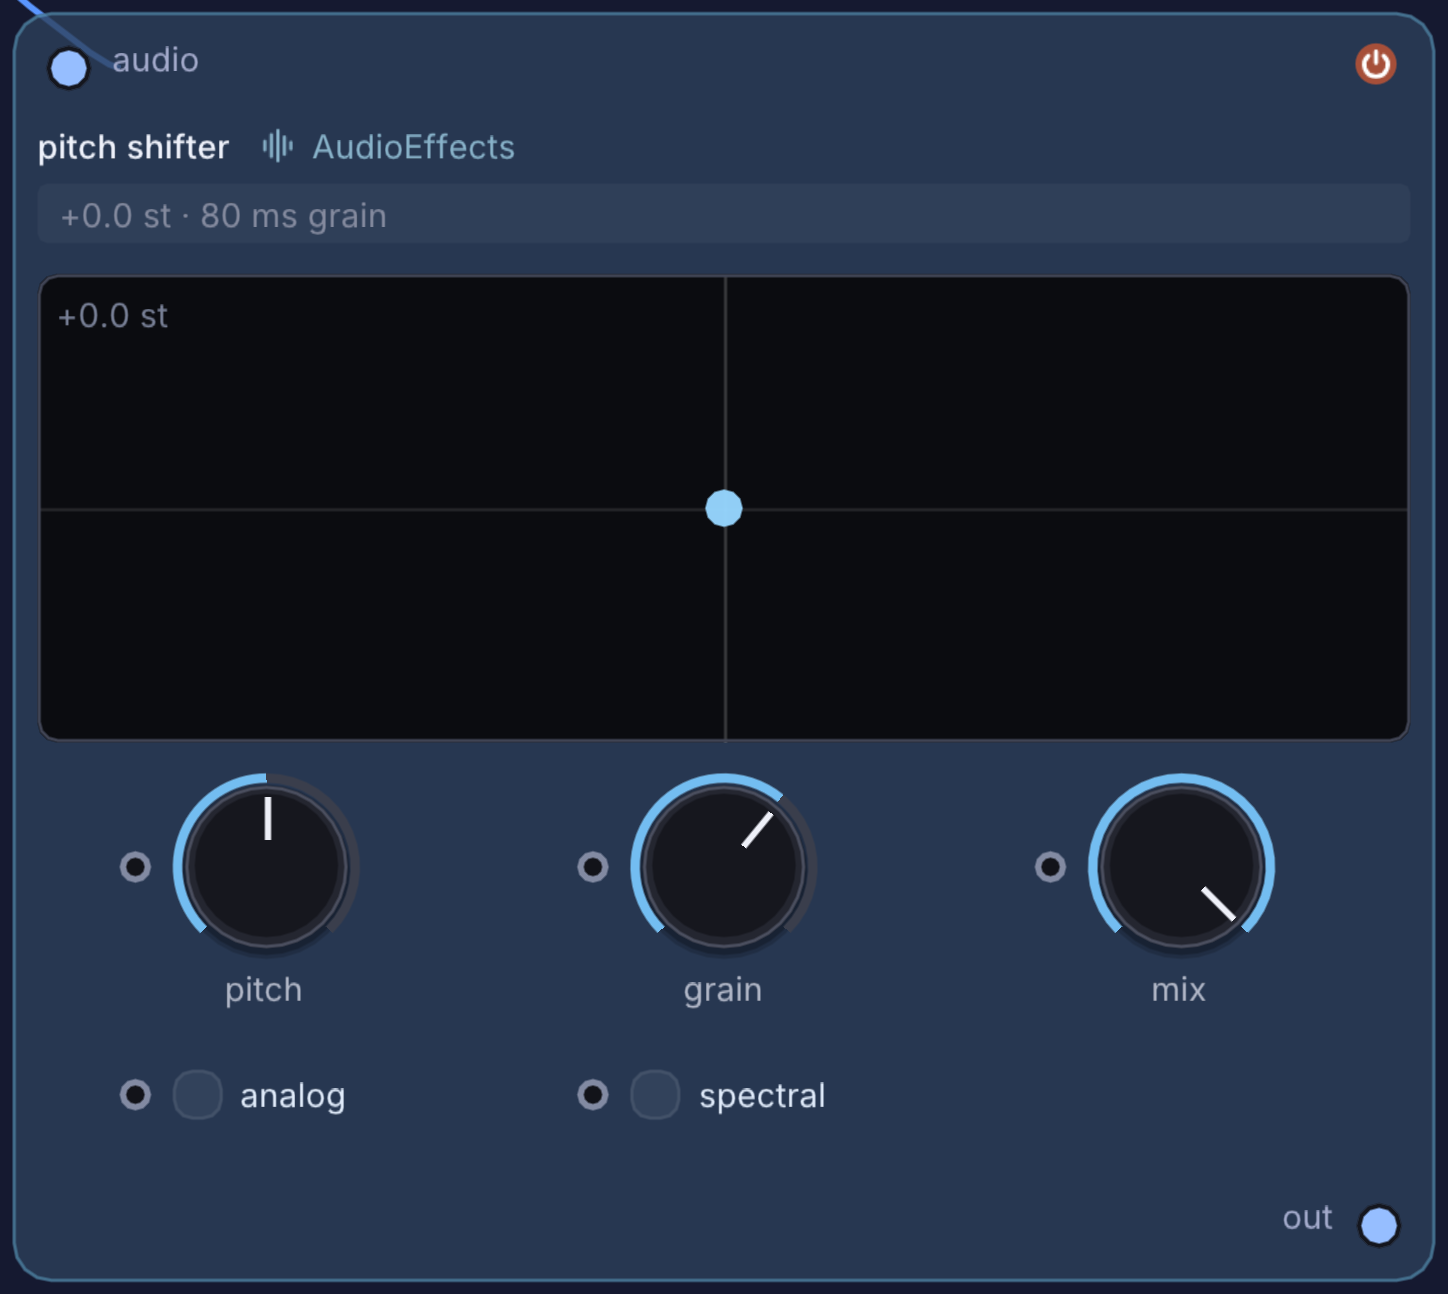 audio
pitch shifter AudioEffects
+0.0 st · 80 ms grain
+0.0 st
pitch grain mix
analog spectral
out